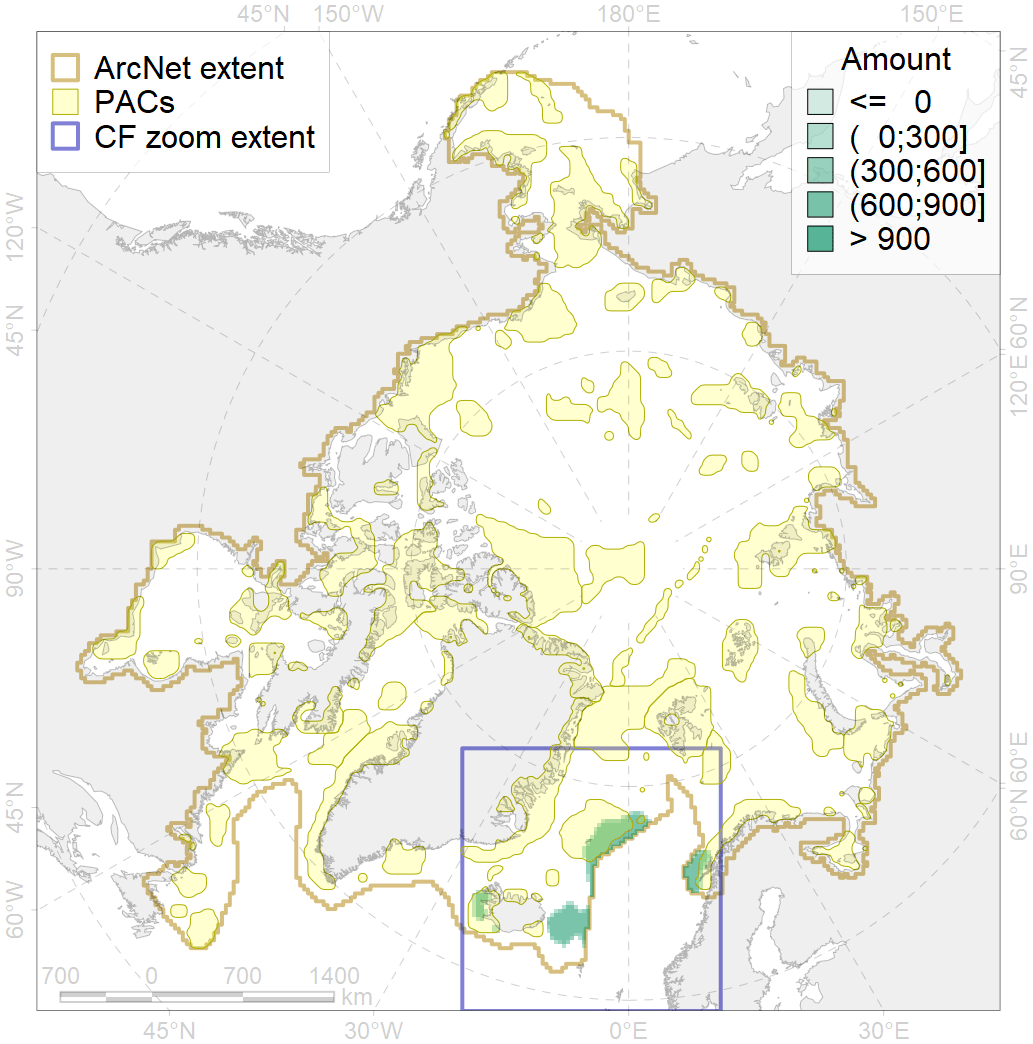 45°N 150°W 180°E 150°E
ArcNet extent
PACs
CF zoom extent
Amount
<= 0
( 0;300]
(300;600]
(600;900]
> 900
45°N
120°W
60°N
45°N
120°E
90°W
90°E
60°E
45°N
60°N
60°W
700 0 700 1400
km
45°N 30°W 0°E 30°E